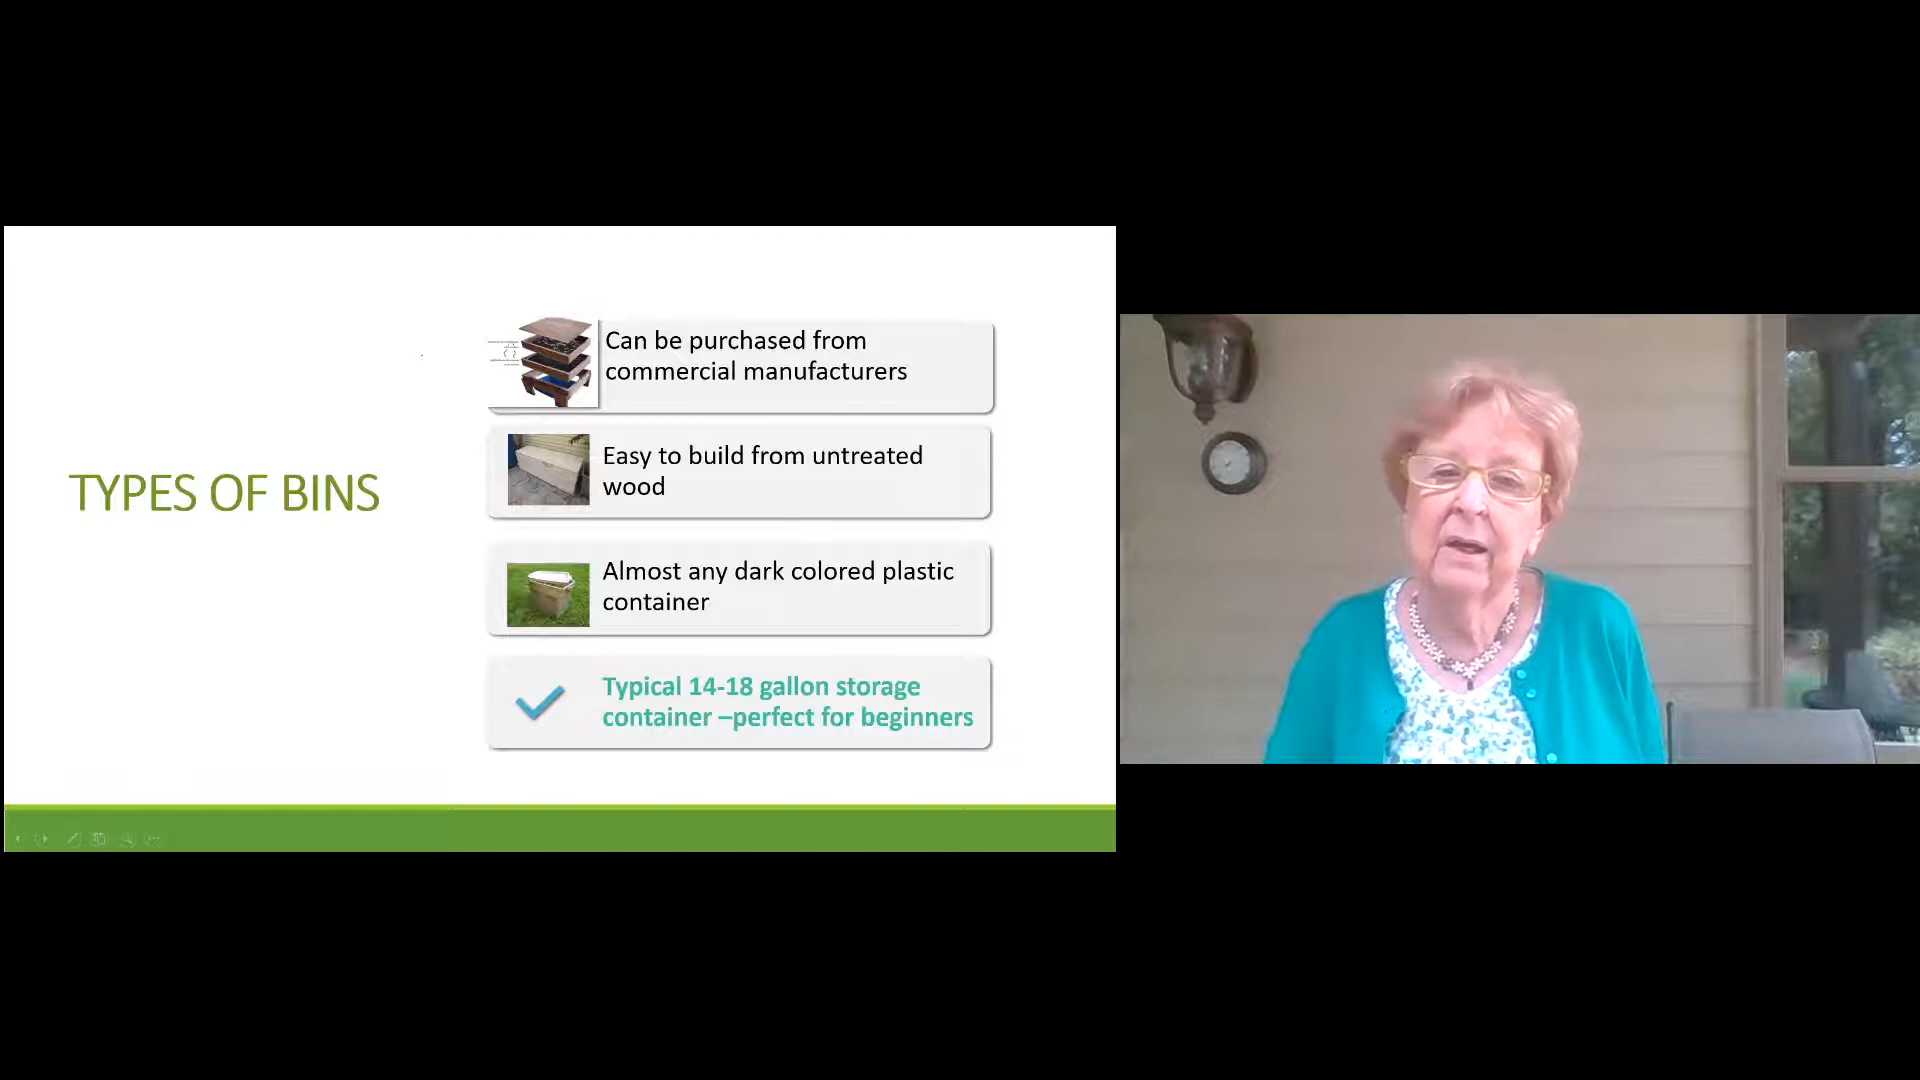 TYPES OF BINS
Can be purchased from
commercial manufacturers
Easy to build from untreated
wood
Almost any dark colored plastic
container
Typical 14-18 gallon storage
container –perfect for beginners